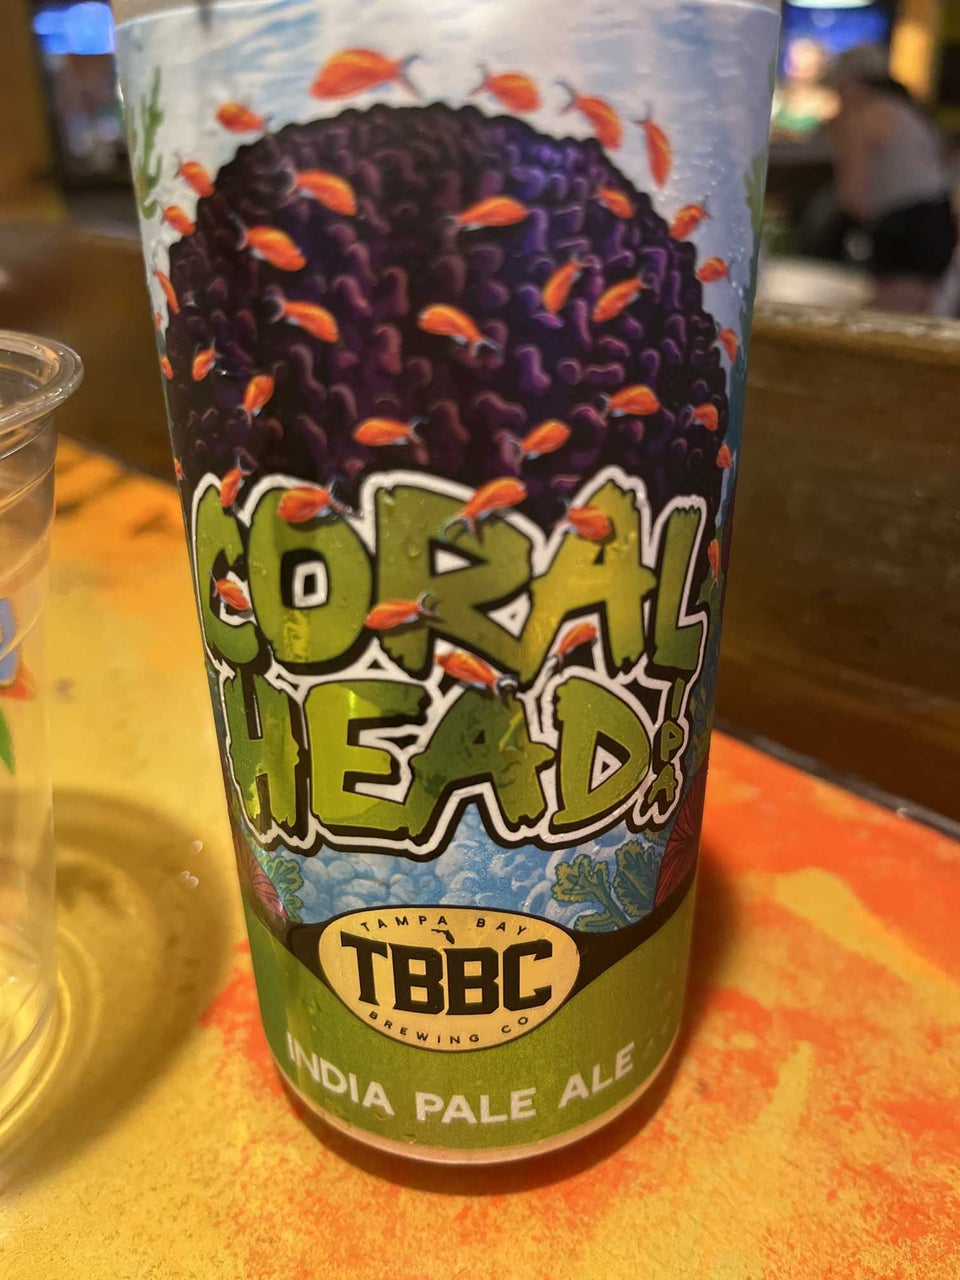 CORAL
HEAD
IPA
TAMPA BAY
TBBC
BREWING CO
INDIA PALE ALE